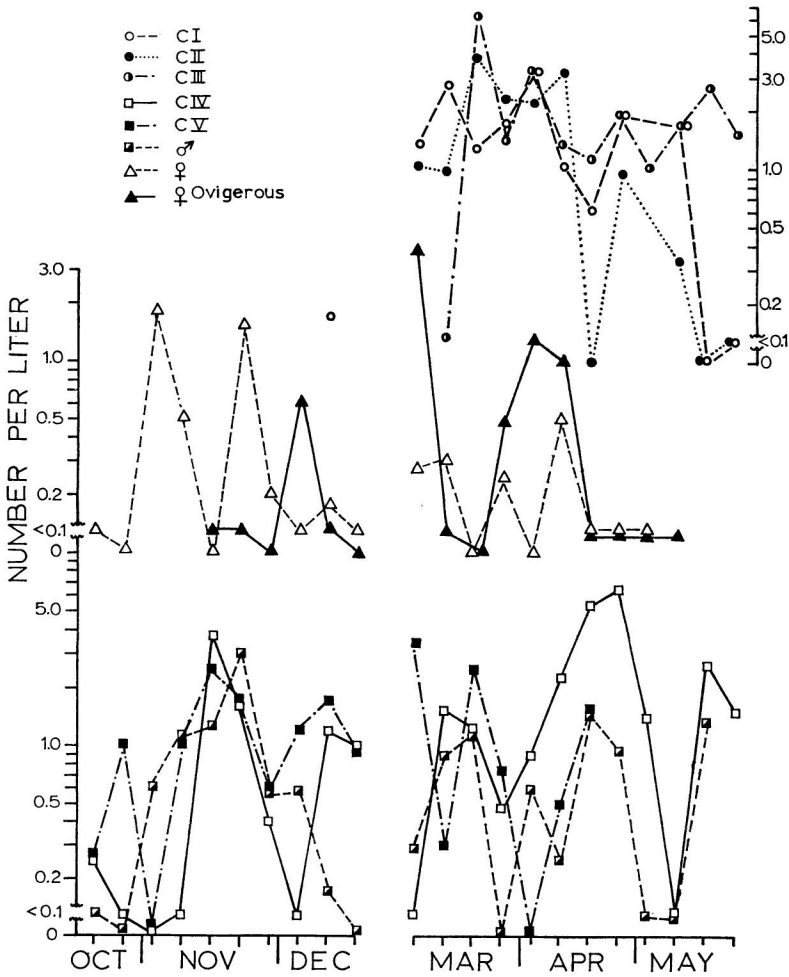 CI
CII
CIII
CIV
CV
♂
♀
♀ Ovigerous
5.0
3.0
1.0
0.5
0.2
<0.1
0
NUMBER PER LITER
3.0
1.0
0.5
0.2
<0.1
0
5.0
1.0
0.5
0.2
<0.1
0
OCT NOV DEC MAR APR MAY